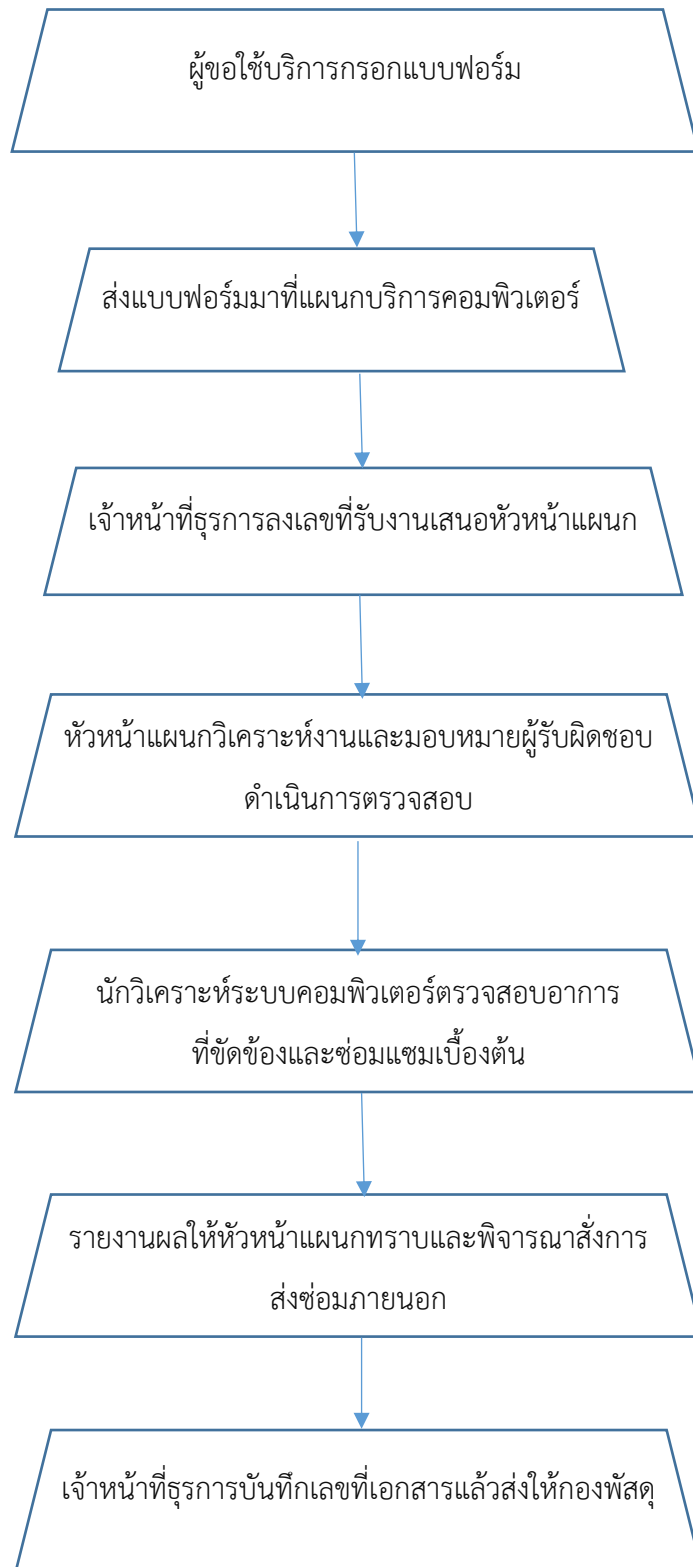 ผู้ขอใช้บริการกรอกแบบฟอร์ม
ส่งแบบฟอร์มมาที่แผนกบริการคอมพิวเตอร์
เจ้าหน้าที่ธุรการลงเลขที่รับงานเสนอหัวหน้าแผนก
หัวหน้าแผนกวิเคราะห์งานและมอบหมายผู้รับผิดชอบ
ดำเนินการตรวจสอบ
นักวิเคราะห์ระบบคอมพิวเตอร์ตรวจสอบอาการ
ที่ขัดข้องและซ่อมแซมเบื้องต้น
รายงานผลให้หัวหน้าแผนกทราบและพิจารณาสั่งการ
ส่งซ่อมภายนอก
เจ้าหน้าที่ธุรการบันทึกเลขที่เอกสารแล้วส่งให้กองพัสดุ